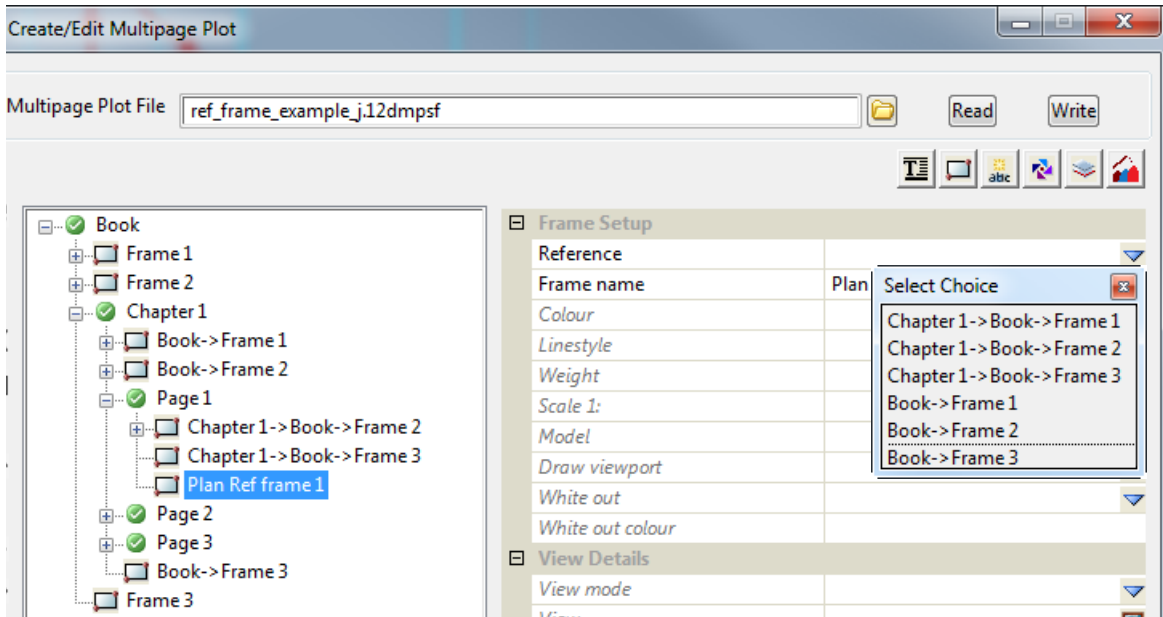 Create/Edit Multipage Plot
Multipage Plot File
ref_frame_example_j.12dmpsf
Read
Write
abc
Book
Frame 1
Frame 2
Chapter 1
Book->Frame 1
Book->Frame 2
Page 1
Chapter 1->Book->Frame 2
Chapter 1->Book->Frame 3
Plan Ref frame 1
Page 2
Page 3
Book->Frame 3
Frame 3
Frame Setup
Reference
Frame name
Plan
Colour
Linestyle
Weight
Scale 1:
Model
Draw viewport
White out
White out colour
View Details
View mode
View
Select Choice
Chapter 1->Book->Frame 1
Chapter 1->Book->Frame 2
Chapter 1->Book->Frame 3
Book->Frame 1
Book->Frame 2
Book->Frame 3